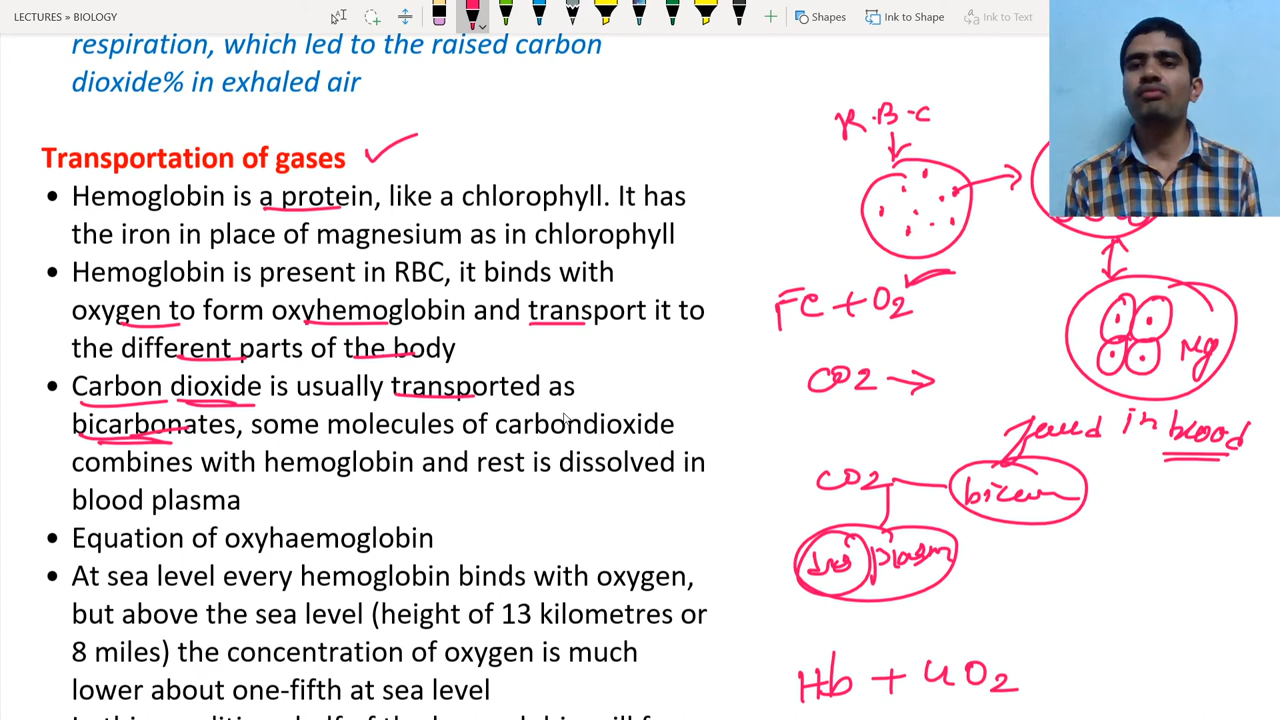 LECTURES » BIOLOGY
Shapes
Ink to Shape
Ink to Text
respiration, which led to the raised carbon
dioxide% in exhaled air
Transportation of gases
• Hemoglobin is a protein, like a chlorophyll. It has
the iron in place of magnesium as in chlorophyll
• Hemoglobin is present in RBC, it binds with
oxygen to form oxyhemoglobin and transport it to
the different parts of the body
• Carbon dioxide is usually transported as
bicarbonates, some molecules of carbondioxide
combines with hemoglobin and rest is dissolved in
blood plasma
• Equation of oxyhaemoglobin
• At sea level every hemoglobin binds with oxygen,
but above the sea level (height of 13 kilometres or
8 miles) the concentration of oxygen is much
lower about one-fifth at sea level
R.B.C
Fe + O2
Mg
CO2 →
found in blood
CO2
plasm
Hb + 4O2